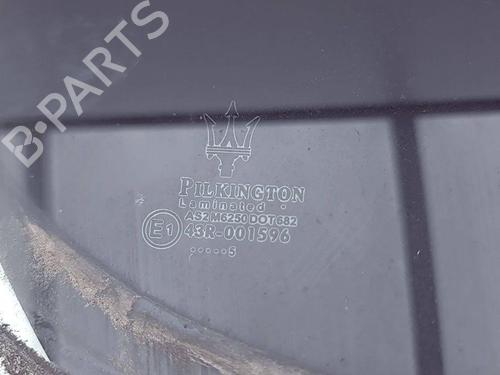 B-PARTS
PILKINGTON
Laminated
AS2 M6250 DOT 682
E1 43R-001596
.....5